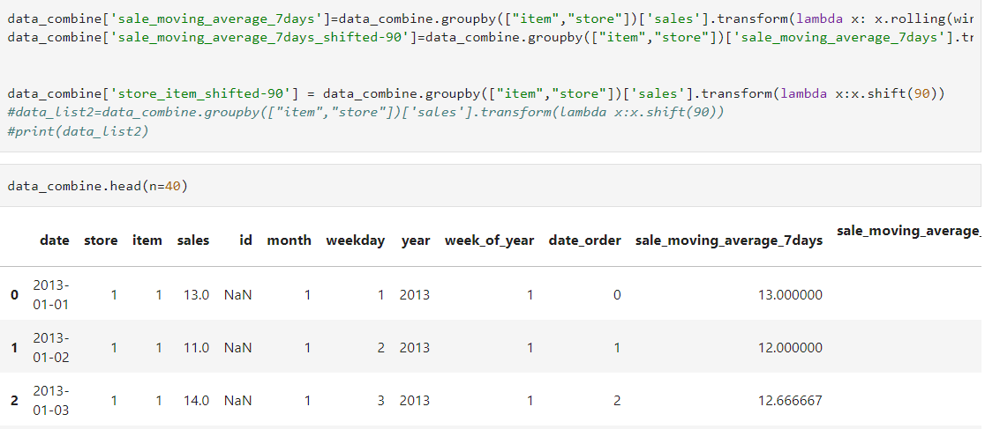 data_combine['sale_moving_average_7days']=data_combine.groupby(["item","store"])['sales'].transform(lambda x: x.rolling(win
data_combine['sale_moving_average_7days_shifted-90']=data_combine.groupby(["item","store"])['sale_moving_average_7days'].tr
data_combine['store_item_shifted-90'] = data_combine.groupby(["item","store"])['sales'].transform(lambda x:x.shift(90))
#data_list2=data_combine.groupby(["item","store"])['sales'].transform(lambda x:x.shift(90))
#print(data_list2)
data_combine.head(n=40)
date store item sales id month weekday year week_of_year date_order sale_moving_average_7days sale_moving_average_
0 2013-01-01 1 1 13.0 NaN 1 1 2013 1 0 13.000000
1 2013-01-02 1 1 11.0 NaN 1 2 2013 1 1 12.000000
2 2013-01-03 1 1 14.0 NaN 1 3 2013 1 2 12.666667